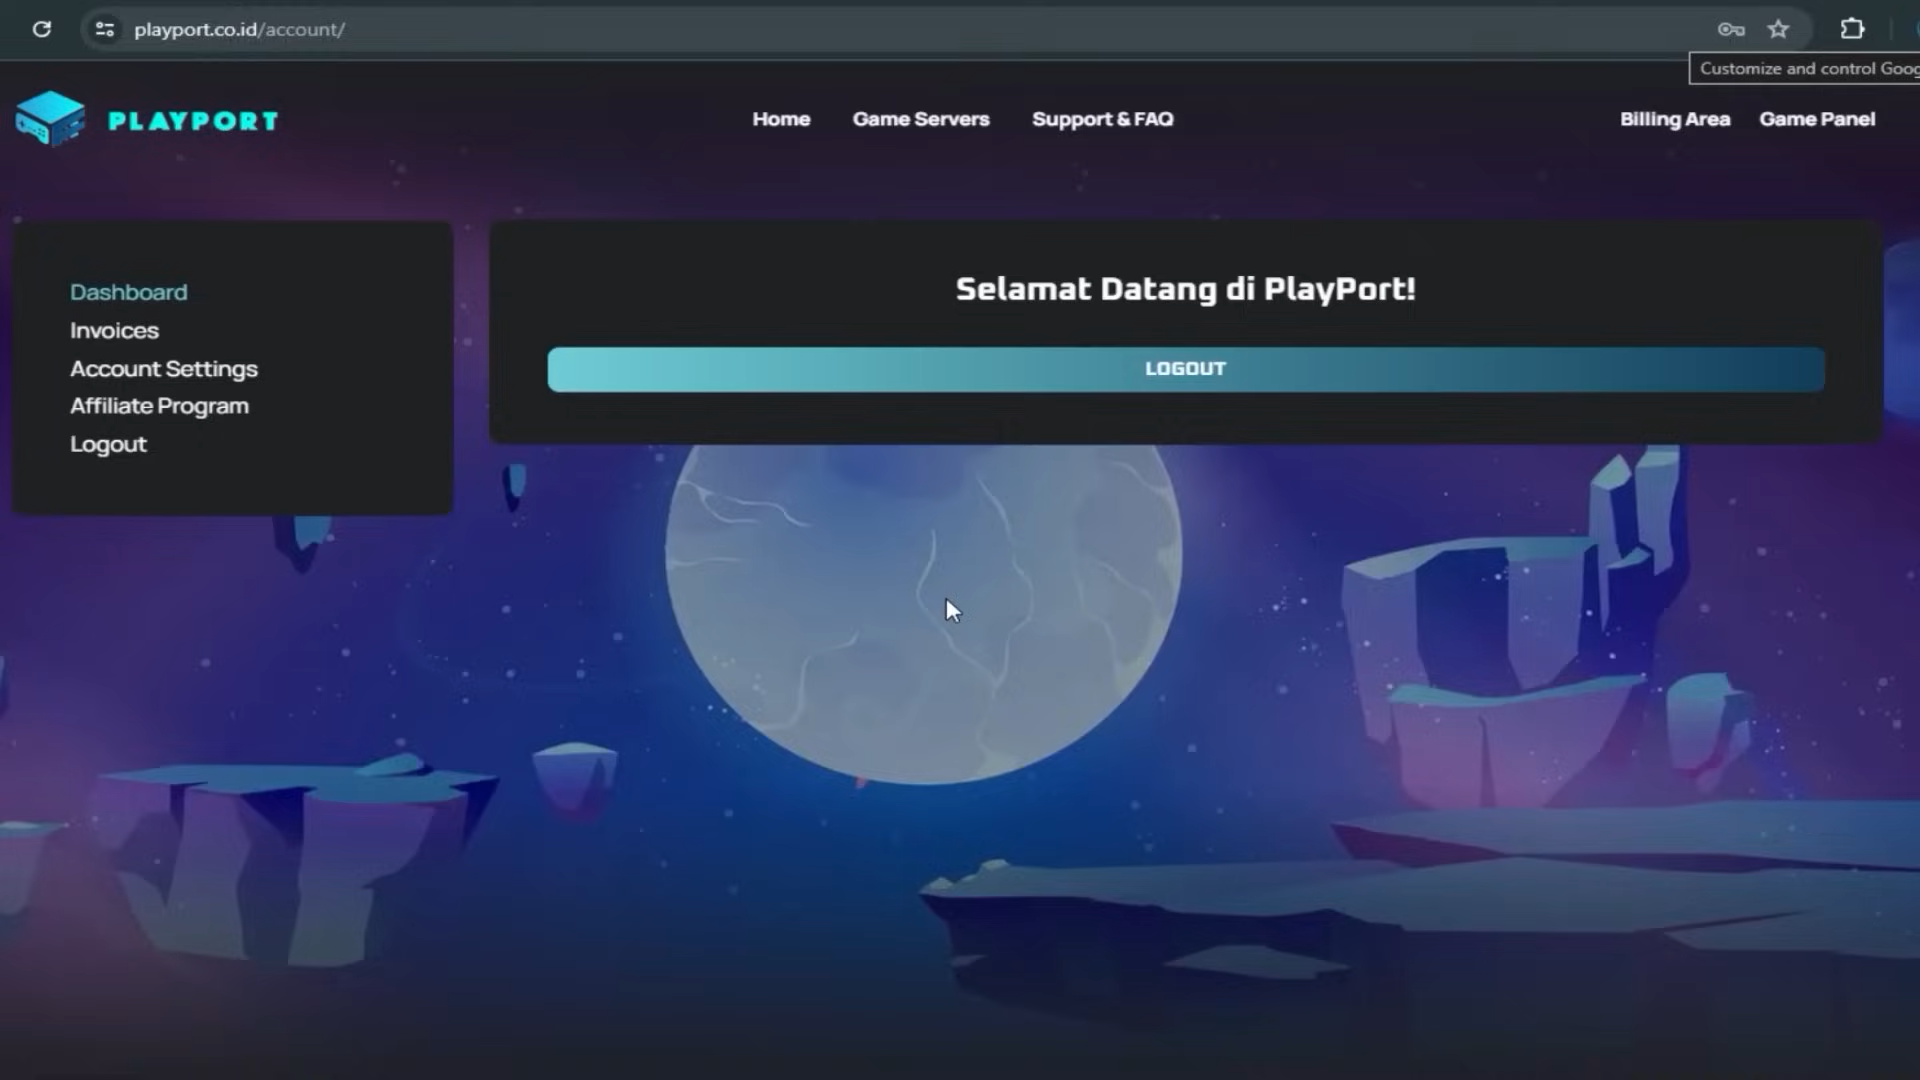 playport.co.id/account/
Customize and control Goog
PLAYPORT
Home
Game Servers
Support & FAQ
Billing Area
Game Panel
Dashboard
Invoices
Account Settings
Affiliate Program
Logout
Selamat Datang di PlayPort!
LOGOUT